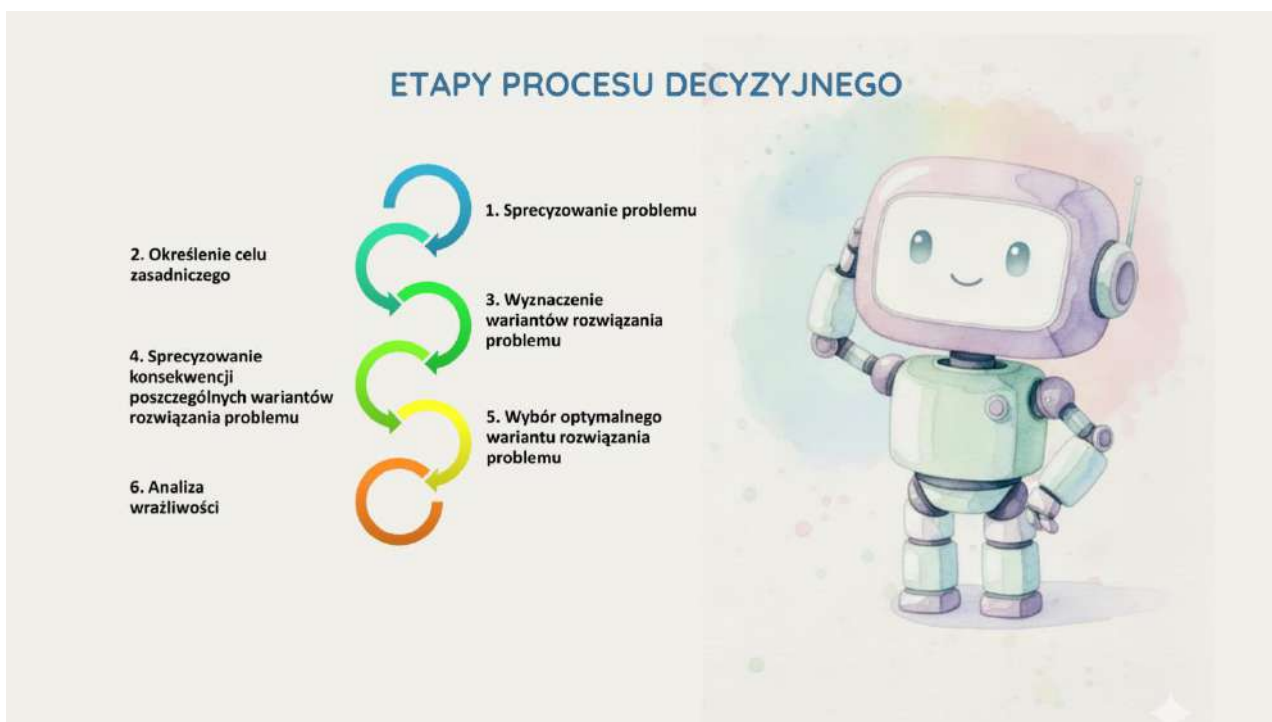 ETAPY PROCESU DECYZYJNEGO
1. Sprecyzowanie problemu
2. Określenie celu
zasadniczego
3. Wyznaczenie
wariantów rozwiązania
problemu
4. Sprecyzowanie
konsekwencji
poszczególnych wariantów
rozwiązania problemu
5. Wybór optymalnego
wariantu rozwiązania
problemu
6. Analiza
wrażliwości